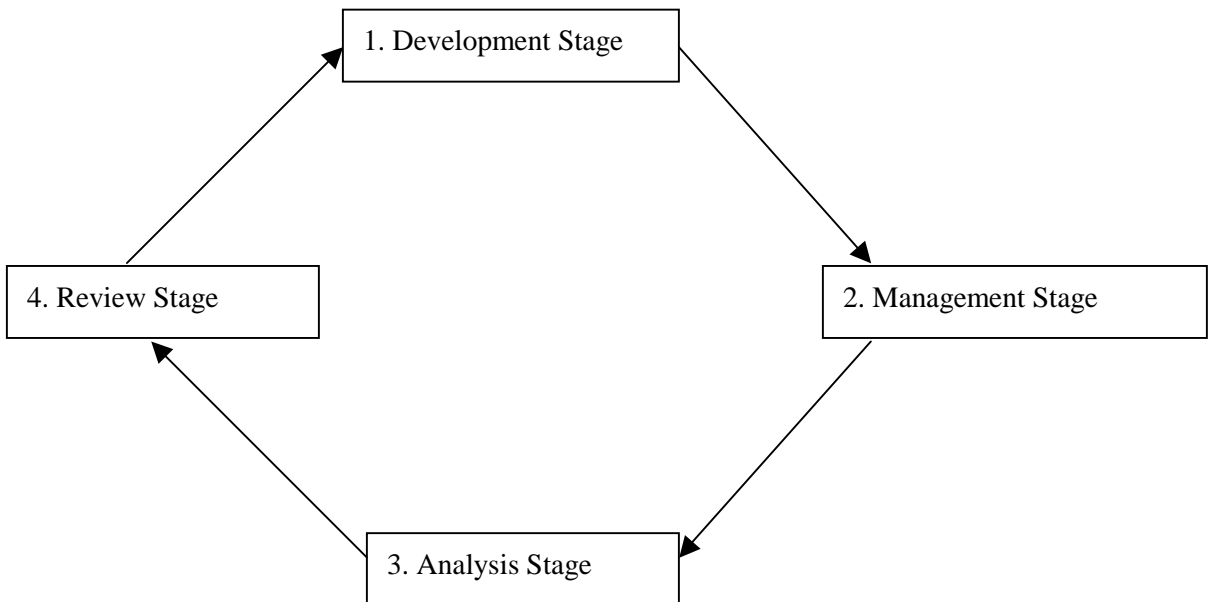 1. Development Stage
2. Management Stage
3. Analysis Stage
4. Review Stage